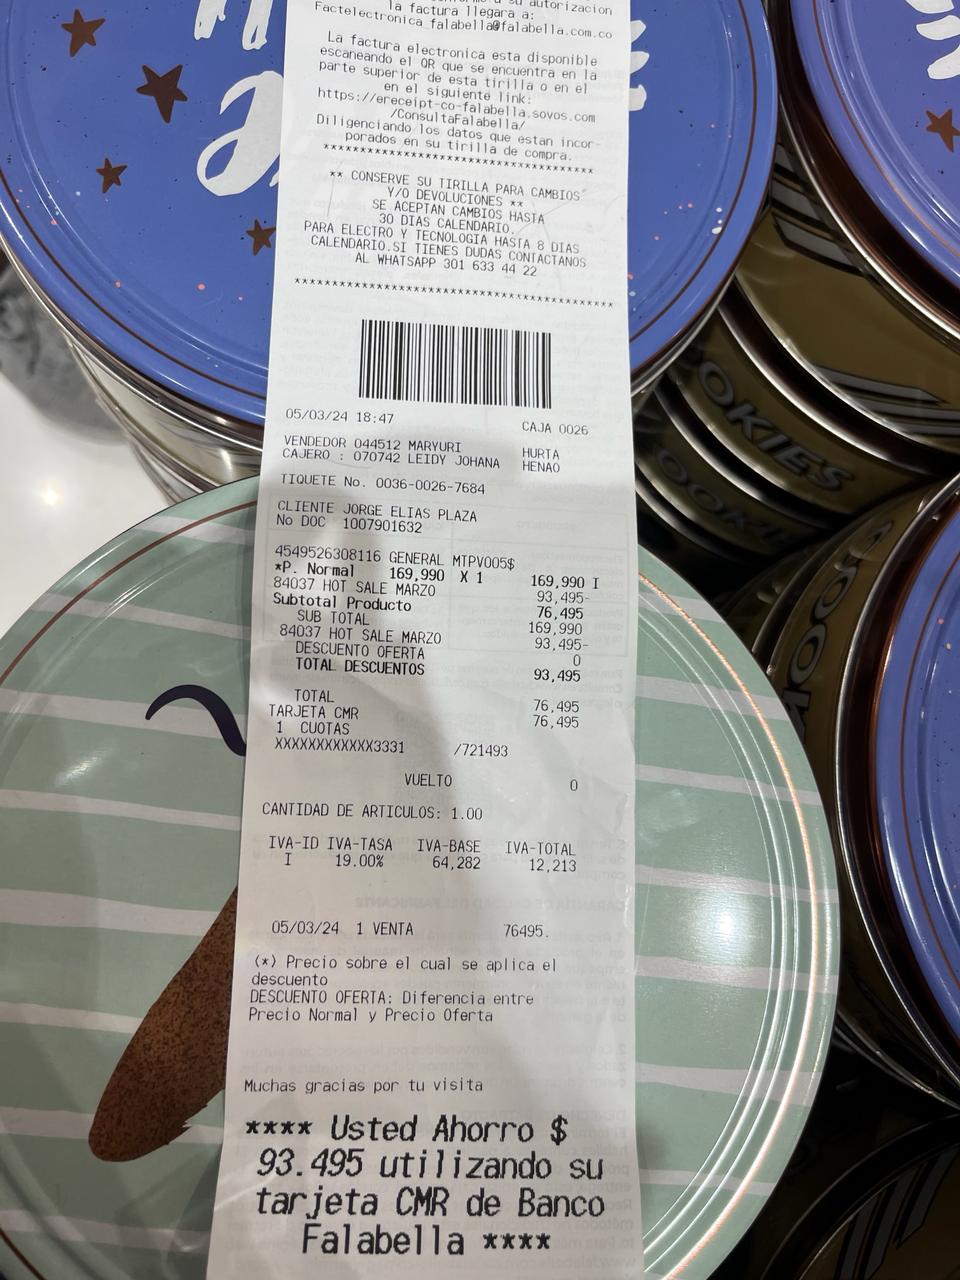 su autorizacion
la factura llegara a:
Factelectronica_falabella@falabella.com.co
La factura electronica esta disponible
escaneando el QR que se encuentra en la
parte superior de esta tirilla o en el
en el siguiente link:
https://ereceipt-co-falabella.sovos.com
/ConsultaFalabella/
Diligenciando los datos que estan incor-
porados en su tirilla de compra.
****************************************
** CONSERVE SU TIRILLA PARA CAMBIOS
Y/O DEVOLUCIONES **
SE ACEPTAN CAMBIOS HASTA
30 DIAS CALENDARIO.
PARA ELECTRO Y TECNOLOGIA HASTA 8 DIAS
CALENDARIO.SI TIENES DUDAS CONTACTANOS
AL WHATSAPP 301 633 44 22
****************************************
05/03/24 18:47 CAJA 0026
VENDEDOR 044512 MARYURI HURTA
CAJERO : 070742 LEIDY JOHANA HENAO
TIQUETE No. 0036-0026-7684
CLIENTE JORGE ELIAS PLAZA
No DOC 1007901632
4549526308116 GENERAL MTPV005$
*P. Normal 169,990 X 1 169,990 I
84037 HOT SALE MARZO 93,495-
Subtotal Producto 76,495
SUB TOTAL 169,990
84037 HOT SALE MARZO 93,495-
DESCUENTO OFERTA 0
TOTAL DESCUENTOS 93,495
TOTAL 76,495
TARJETA CMR 76,495
1 CUOTAS
XXXXXXXXXXXX3331 /721493
VUELTO 0
CANTIDAD DE ARTICULOS: 1.00
IVA-ID IVA-TASA IVA-BASE IVA-TOTAL
I 19.00% 64,282 12,213
05/03/24 1 VENTA 76495.
(*) Precio sobre el cual se aplica el
descuento
DESCUENTO OFERTA: Diferencia entre
Precio Normal y Precio Oferta
Muchas gracias por tu visita
**** Usted Ahorro $
93.495 utilizando su
tarjeta CMR de Banco
Falabella ****
COOKIES